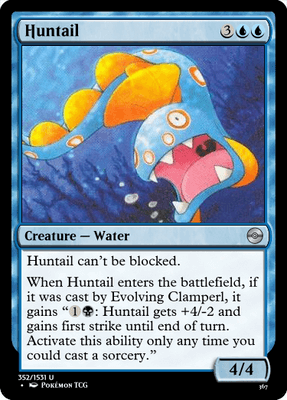 Huntail 3
Creature — Water
Huntail can't be blocked.
When Huntail enters the battlefield, if
it was cast by Evolving Clamperl, it
gains “1: Huntail gets +4/-2 and
gains first strike until end of turn.
Activate this ability only any time you
could cast a sorcery.”
4/4
352/1531 U
• Pokémon TCG
367